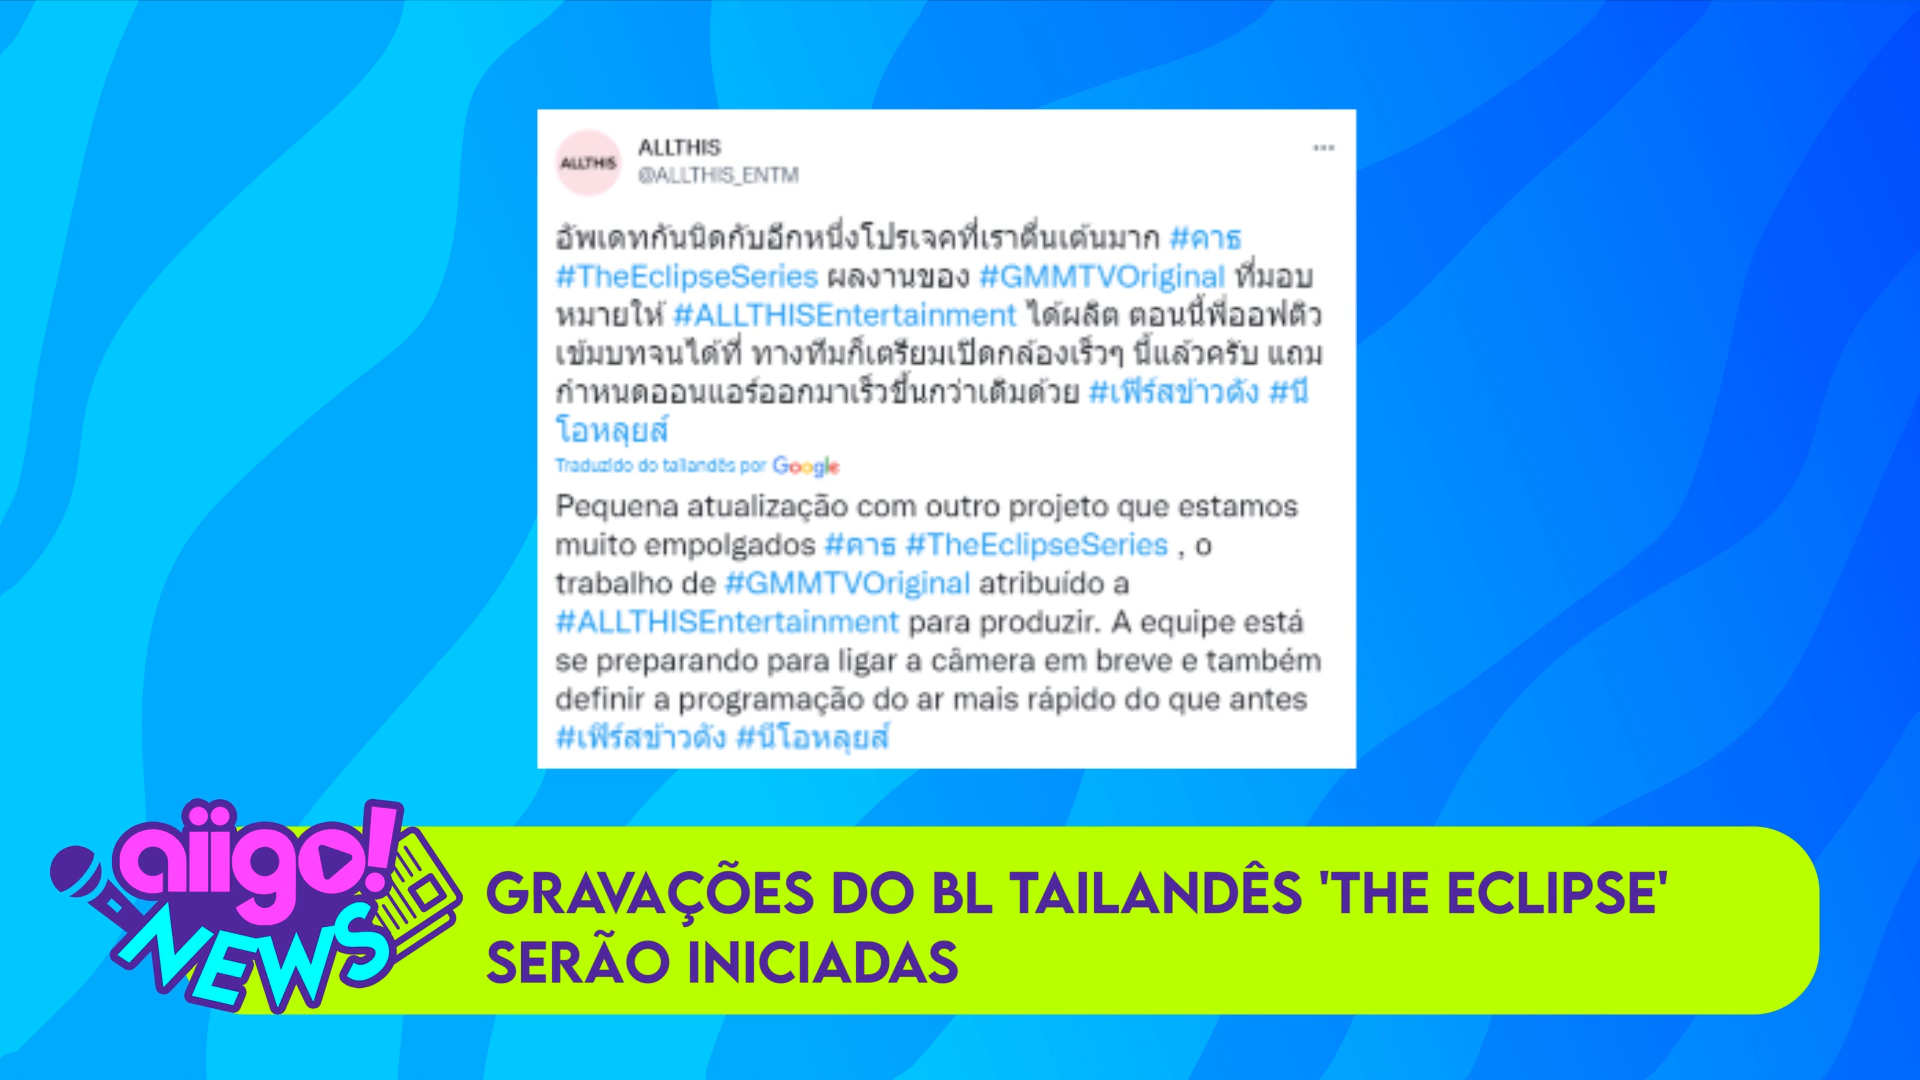 ALLTHIS
ALLTHIS
@ALLTHIS_ENTM
อัพเดทกันนิดกับอีกหนึ่งโปรเจคที่เราตื่นเต้นมาก #คาธ
#TheEclipseSeries ผลงานของ #GMMTVOriginal ที่มอบ
หมายให้ #ALLTHISEntertainment ได้ผลิต ตอนนี้พี่ออฟติว
เข้มบทจนได้ที่ ทางทีมก็เตรียมเปิดกล้องเร็วๆ นี้แล้วครับ แถม
กำหนดออนแอร์ออกมาเร็วขึ้นกว่าเดิมด้วย #เฟิร์สข้าวตัง #นี
โอหลุยส์
Traduzido do tailandês por Google
Pequena atualização com outro projeto que estamos
muito empolgados #คาธ #TheEclipseSeries , o
trabalho de #GMMTVOriginal atribuído a
#ALLTHISEntertainment para produzir. A equipe está
se preparando para ligar a câmera em breve e também
definir a programação do ar mais rápido do que antes
#เฟิร์สข้าวตัง #นีโอหลุยส์
aiigo!
NEWS
GRAVAÇÕES DO BL TAILANDÊS 'THE ECLIPSE'
SERÃO INICIADAS